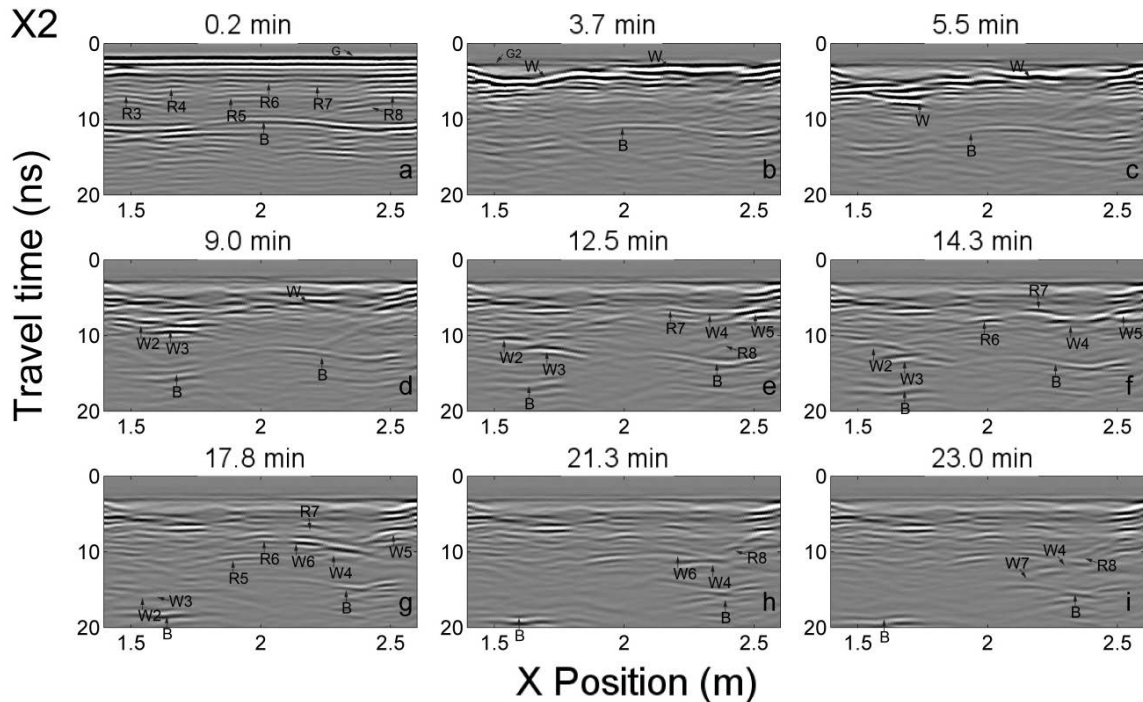 X2
0.2 min
3.7 min
5.5 min
0
10
20
G
R3
R4
R5
R6
R7
R8
B
a
1.5
2
2.5
0
10
20
G2
W
W
B
b
1.5
2
2.5
0
10
20
W
W
B
c
1.5
2
2.5
Travel time (ns)
9.0 min
12.5 min
14.3 min
0
10
20
W
W2
W3
B
B
d
1.5
2
2.5
0
10
20
W2
W3
R7
W4
W5
R8
B
B
e
1.5
2
2.5
0
10
20
R7
R6
W4
W5
W2
W3
B
B
f
1.5
2
2.5
17.8 min
21.3 min
23.0 min
0
10
20
R7
R5
R6
W6
W4
W5
W2
W3
B
B
g
1.5
2
2.5
0
10
20
R8
W6
W4
B
B
h
1.5
2
2.5
0
10
20
W7
W4
R8
B
B
i
1.5
2
2.5
X Position (m)